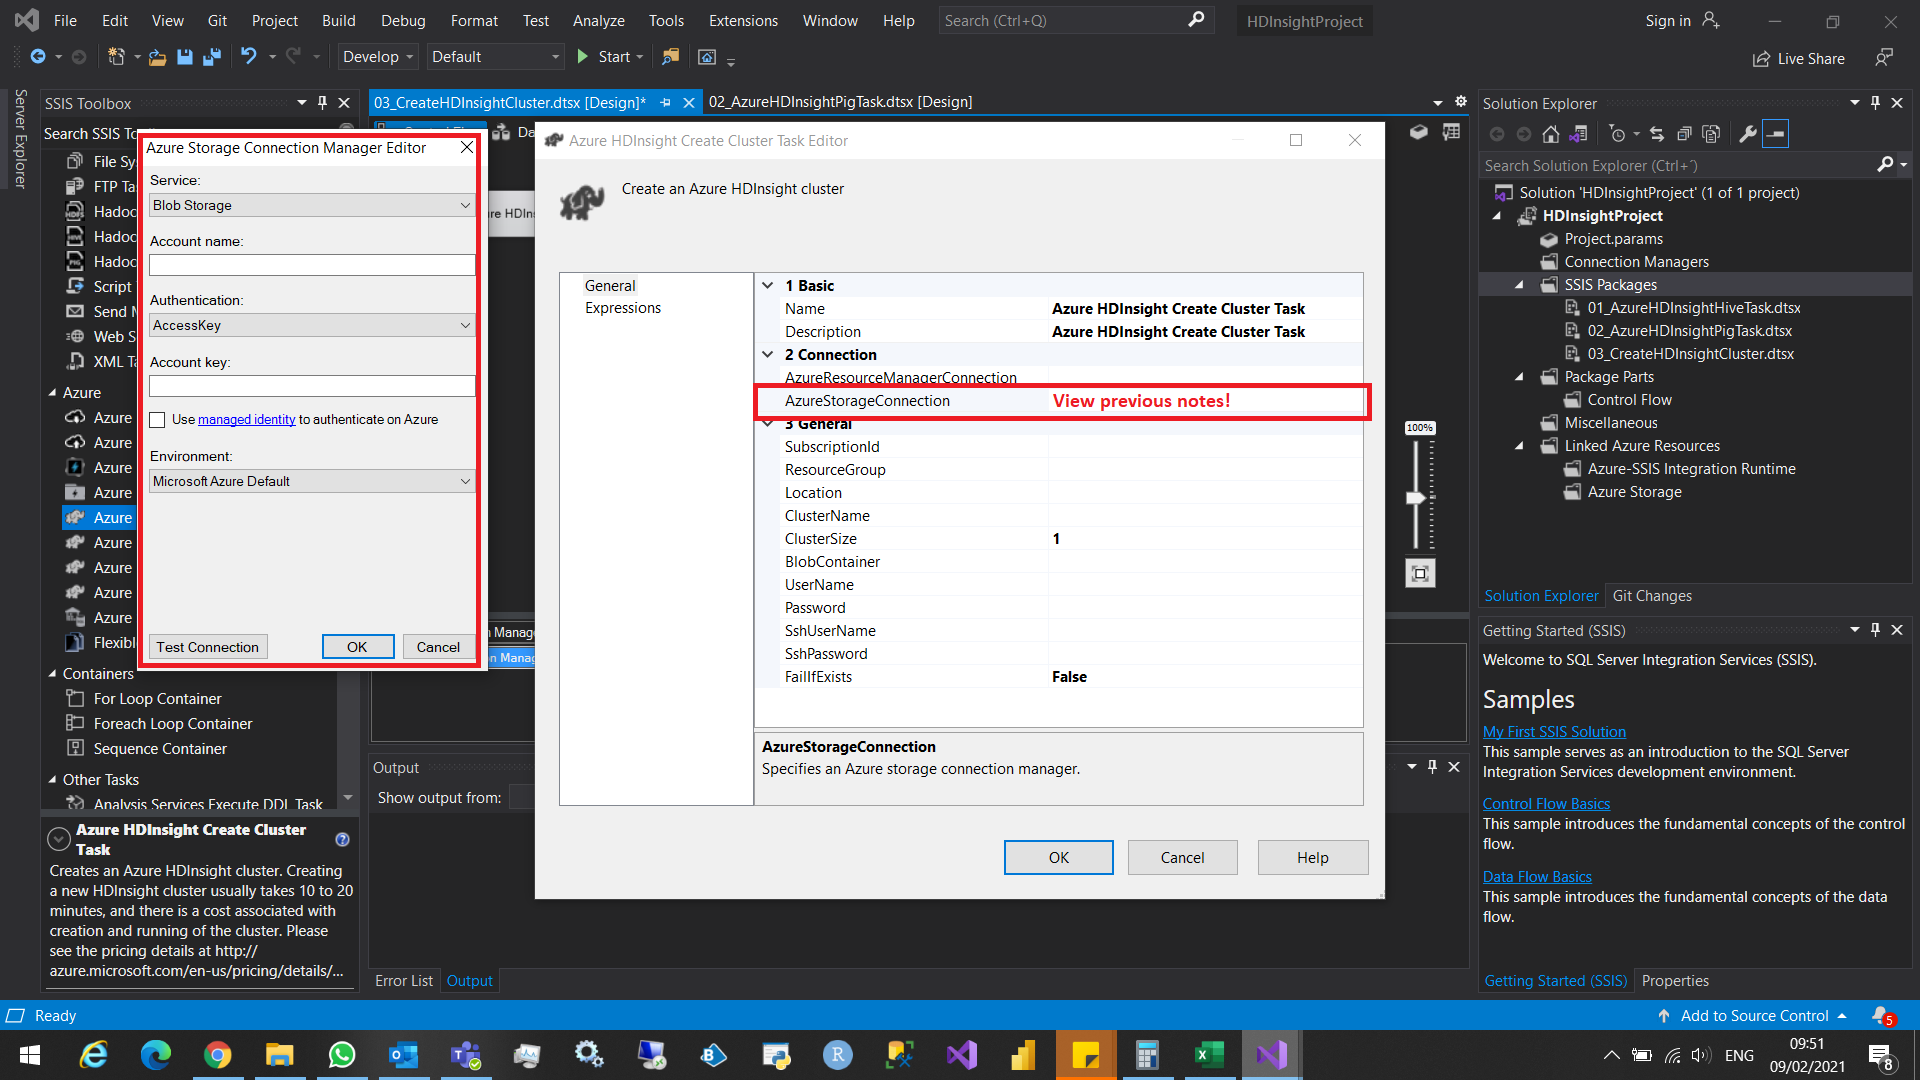 File Edit View Git Project Build Debug Format Test Analyze Tools Extensions Window Help Search (Ctrl+Q) HDInsightProject Sign in
Develop Default Start Live Share
Server Explorer
SSIS Toolbox
Search SSIS
File
FTP
Hadoc
Hadoc
Hadoc
Script
Send M
Web S
XML
Azure
Azure
Azure
Azure
Azure
Azure
Azure
Azure
Azure
Azure
Flexibl
Containers
For Loop Container
Foreach Loop Container
Sequence Container
Other Tasks
Analysis Services Execute DDL Task
Azure HDInsight Create Cluster
Task
Creates an Azure HDInsight cluster. Creating
a new HDInsight cluster usually takes 10 to 20
minutes, and there is a cost associated with
creation and running of the cluster. Please
see the pricing details at http://
azure.microsoft.com/en-us/pricing/details/...
Azure Storage Connection Manager Editor
Service:
Blob Storage
Account name:
Authentication:
AccessKey
Account key:
Use managed identity to authenticate on Azure
Environment:
Microsoft Azure Default
Test Connection OK Cancel
03_CreateHDInsightCluster.dtsx [Design]* 02_AzureHDInsightPigTask.dtsx [Design]
Azure HDInsight Create Cluster Task Editor
Create an Azure HDInsight cluster
General
Expressions
1 Basic
Name Azure HDInsight Create Cluster Task
Description Azure HDInsight Create Cluster Task
2 Connection
AzureResourceManagerConnection
AzureStorageConnection View previous notes!
3 General
SubscriptionId
ResourceGroup
Location
ClusterName
ClusterSize 1
BlobContainer
UserName
Password
SshUserName
SshPassword
FailIfExists False
AzureStorageConnection
Specifies an Azure storage connection manager.
OK Cancel Help
100%
Output
Show output from:
Error List Output
Solution Explorer
Search Solution Explorer (Ctrl+´)
Solution 'HDInsightProject' (1 of 1 project)
HDInsightProject
Project.params
Connection Managers
SSIS Packages
01_AzureHDInsightHiveTask.dtsx
02_AzureHDInsightPigTask.dtsx
03_CreateHDInsightCluster.dtsx
Package Parts
Control Flow
Miscellaneous
Linked Azure Resources
Azure-SSIS Integration Runtime
Azure Storage
Solution Explorer Git Changes
Getting Started (SSIS)
Welcome to SQL Server Integration Services (SSIS).
Samples
My First SSIS Solution
This sample serves as an introduction to the SQL Server
Integration Services development environment.
Control Flow Basics
This sample introduces the fundamental concepts of the control
flow.
Data Flow Basics
This sample introduces the fundamental concepts of the data
flow.
Getting Started (SSIS) Properties
Ready Add to Source Control 5
ENG 09:51
09/02/2021 8